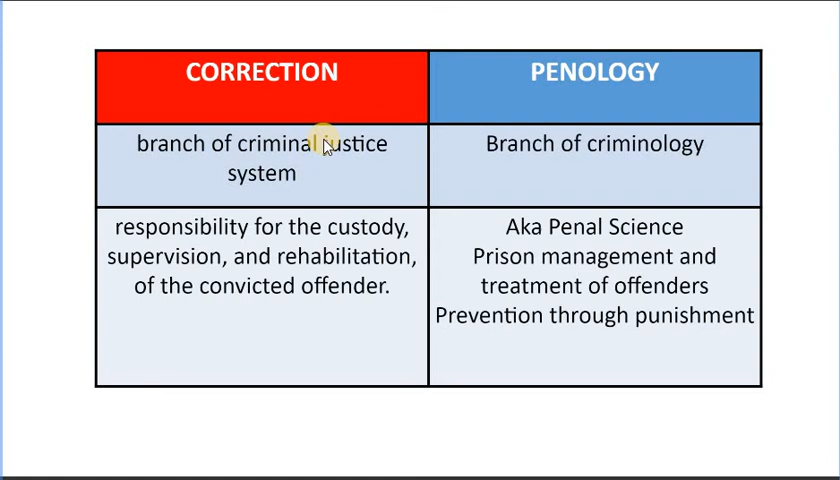 CORRECTION
PENOLOGY
branch of criminal justice
system
Branch of criminology
responsibility for the custody,
supervision, and rehabilitation,
of the convicted offender.
Aka Penal Science
Prison management and
treatment of offenders
Prevention through punishment